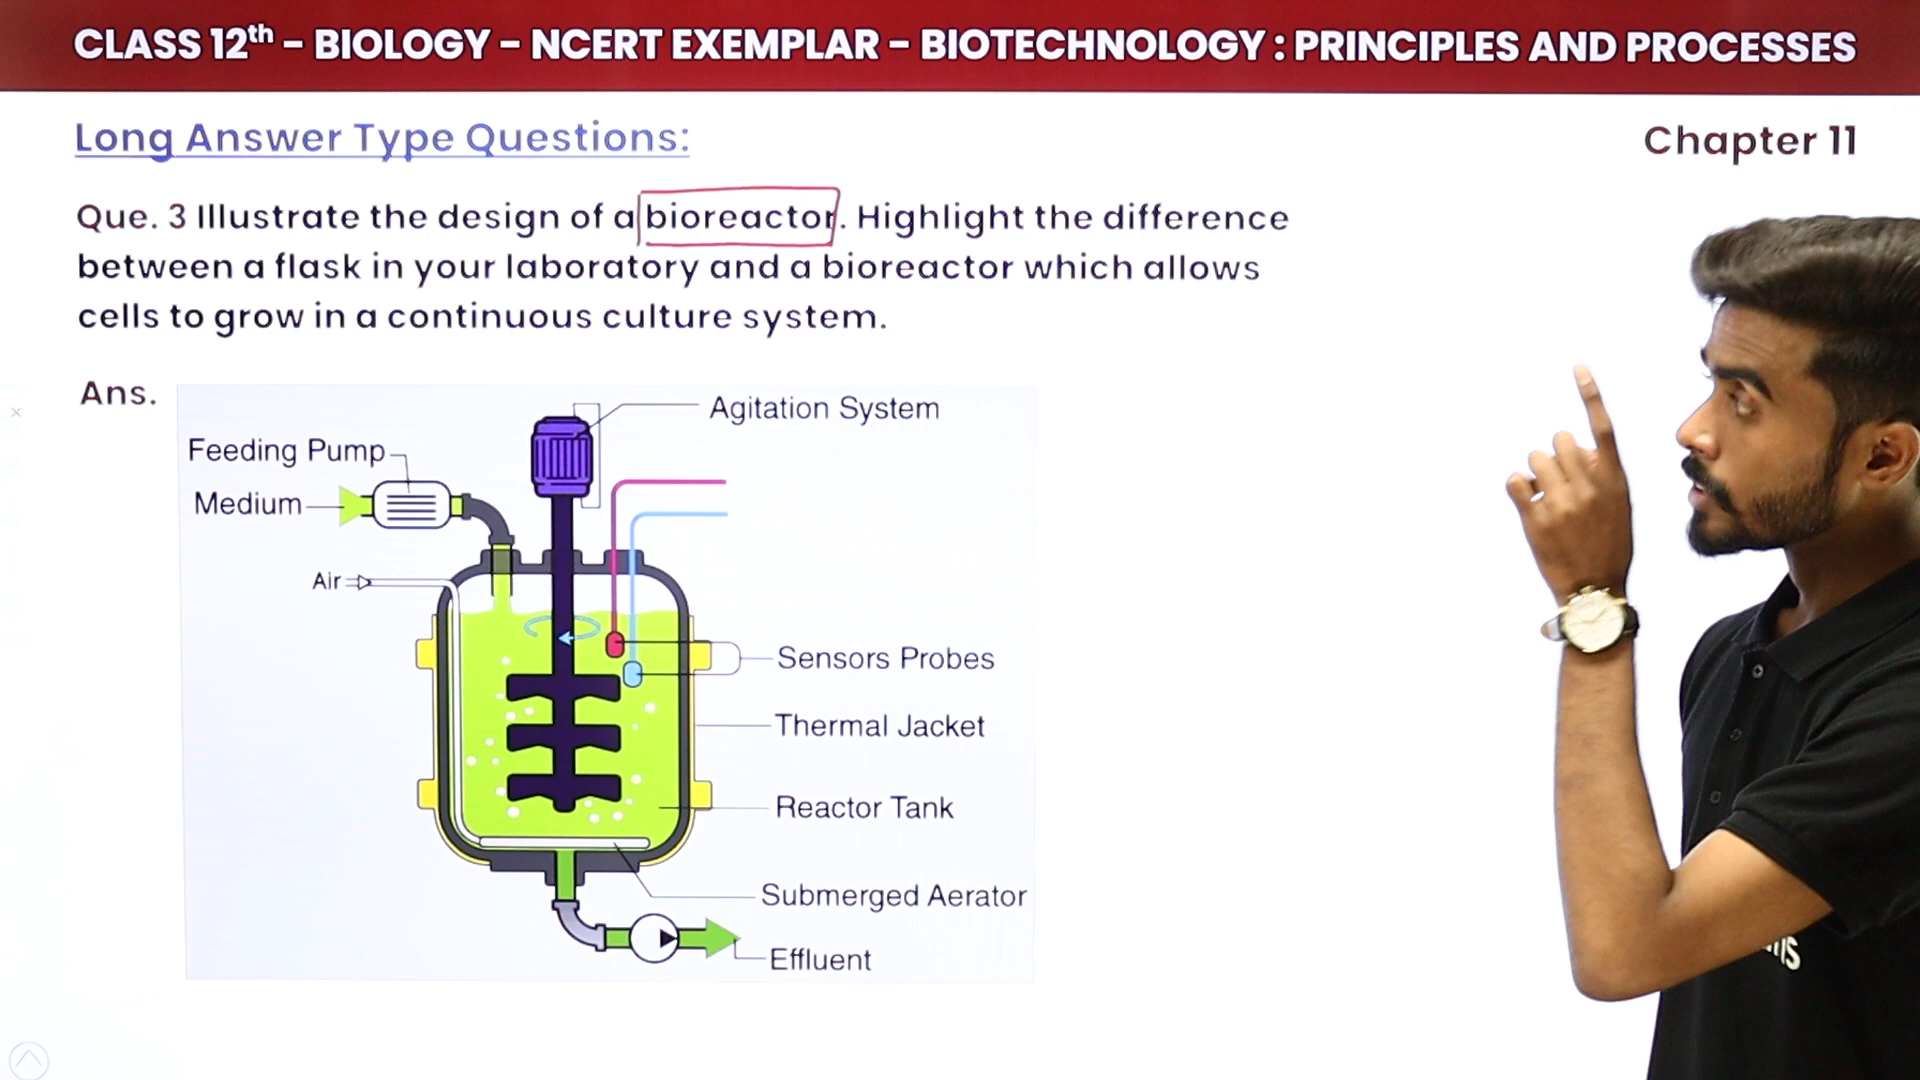 CLASS 12th – BIOLOGY – NCERT EXEMPLAR – BIOTECHNOLOGY : PRINCIPLES AND PROCESSES
Long Answer Type Questions:
Chapter 11
Que. 3 Illustrate the design of a bioreactor. Highlight the difference
between a flask in your laboratory and a bioreactor which allows
cells to grow in a continuous culture system.
Ans.
Agitation System
Feeding Pump
Medium
Air
Sensors Probes
Thermal Jacket
Reactor Tank
Submerged Aerator
Effluent